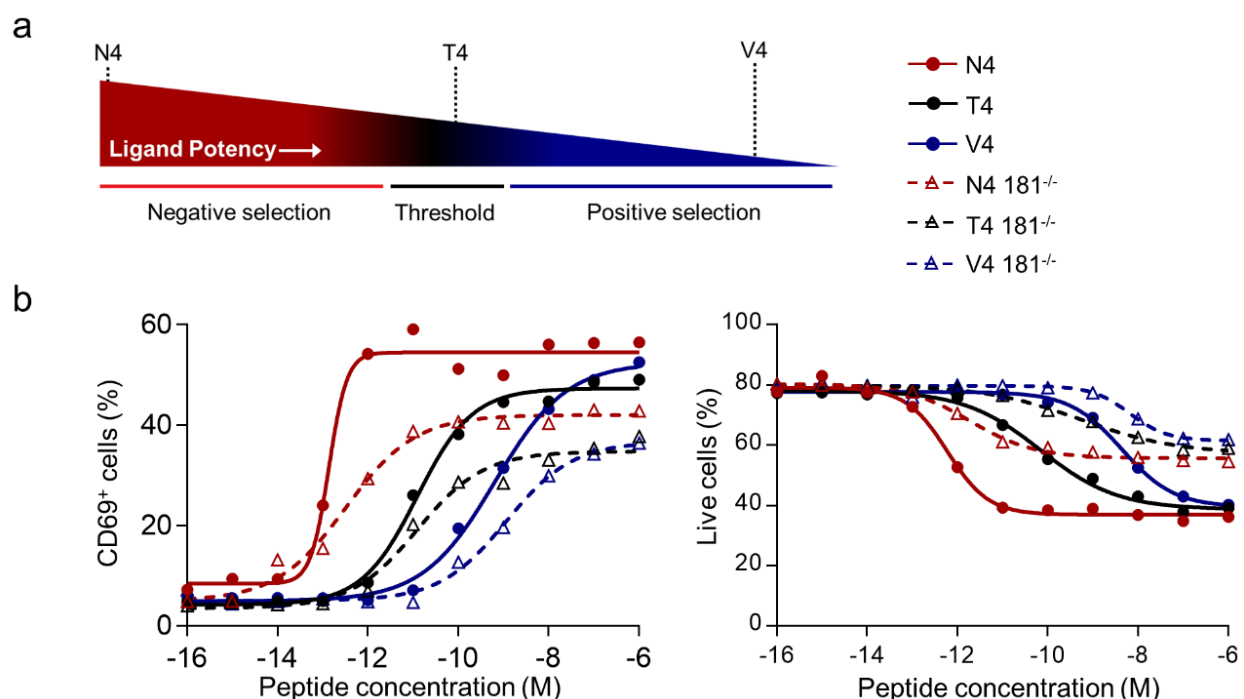 a
N4
T4
V4
Ligand Potency →
Negative selection
Threshold
Positive selection
N4
T4
V4
N4 181-/-
T4 181-/-
V4 181-/-
b
CD69+ cells (%)
60
40
20
0
-16
-14
-12
-10
-8
-6
Peptide concentration (M)
Live cells (%)
100
80
60
40
20
0
-16
-14
-12
-10
-8
-6
Peptide concentration (M)